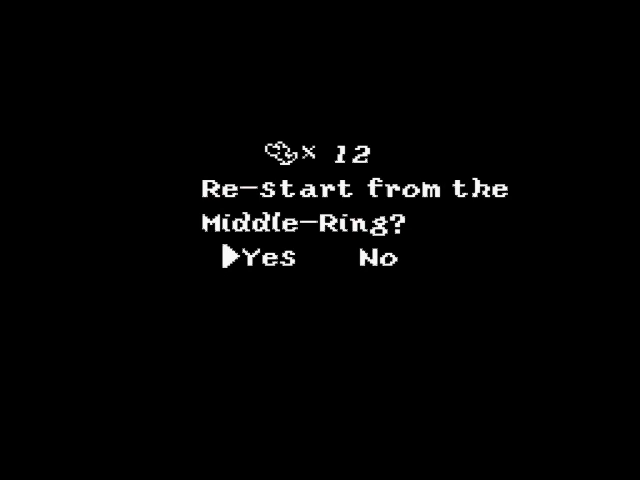 × 12
Re-start from the
Middle-Ring?
Yes No